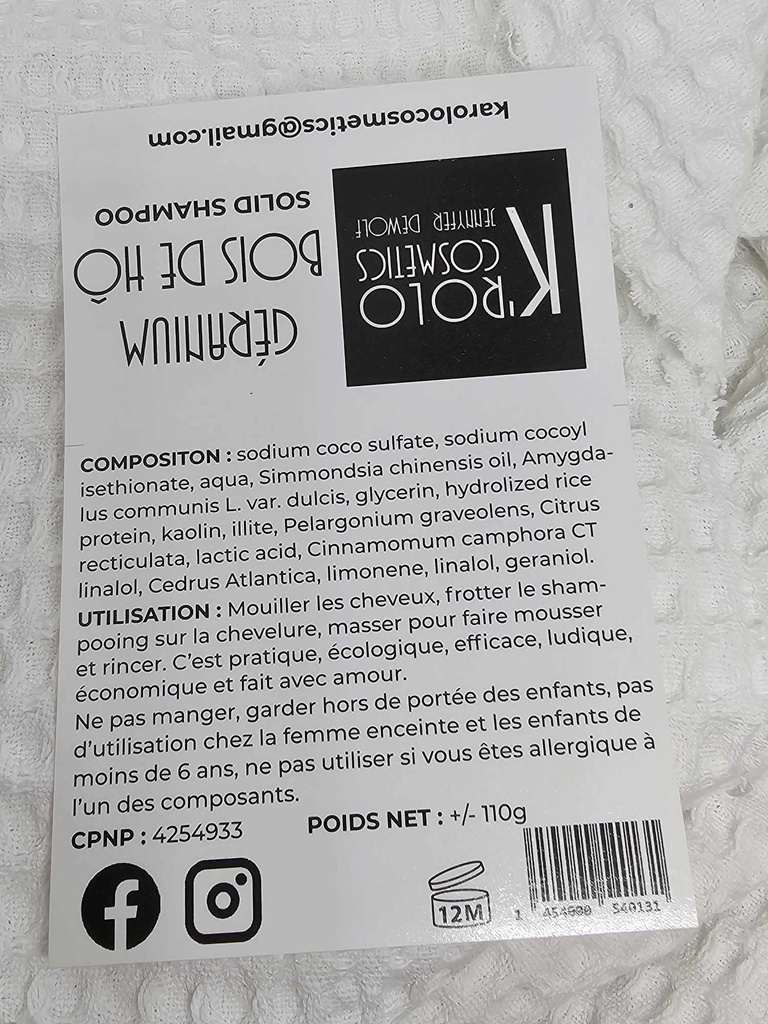 karolocosmetics@gmail.com
K'ROLO
COSMETICS
JENNYFER DEWOLF
GÉRANIUM
BOIS DE HÔ
SOLID SHAMPOO
COMPOSITON : sodium coco sulfate, sodium cocoyl
isethionate, aqua, Simmondsia chinensis oil, Amygda-
lus communis L. var. dulcis, glycerin, hydrolized rice
protein, kaolin, illite, Pelargonium graveolens, Citrus
recticulata, lactic acid, Cinnamomum camphora CT
linalol, Cedrus Atlantica, limonene, linalol, geraniol.
UTILISATION : Mouiller les cheveux, frotter le sham-
pooing sur la chevelure, masser pour faire mousser
et rincer. C'est pratique, écologique, efficace, ludique,
économique et fait avec amour.
Ne pas manger, garder hors de portée des enfants, pas
d'utilisation chez la femme enceinte et les enfants de
moins de 6 ans, ne pas utiliser si vous êtes allergique à
l'un des composants.
CPNP : 4254933
POIDS NET : +/- 110g
12M
1 540131